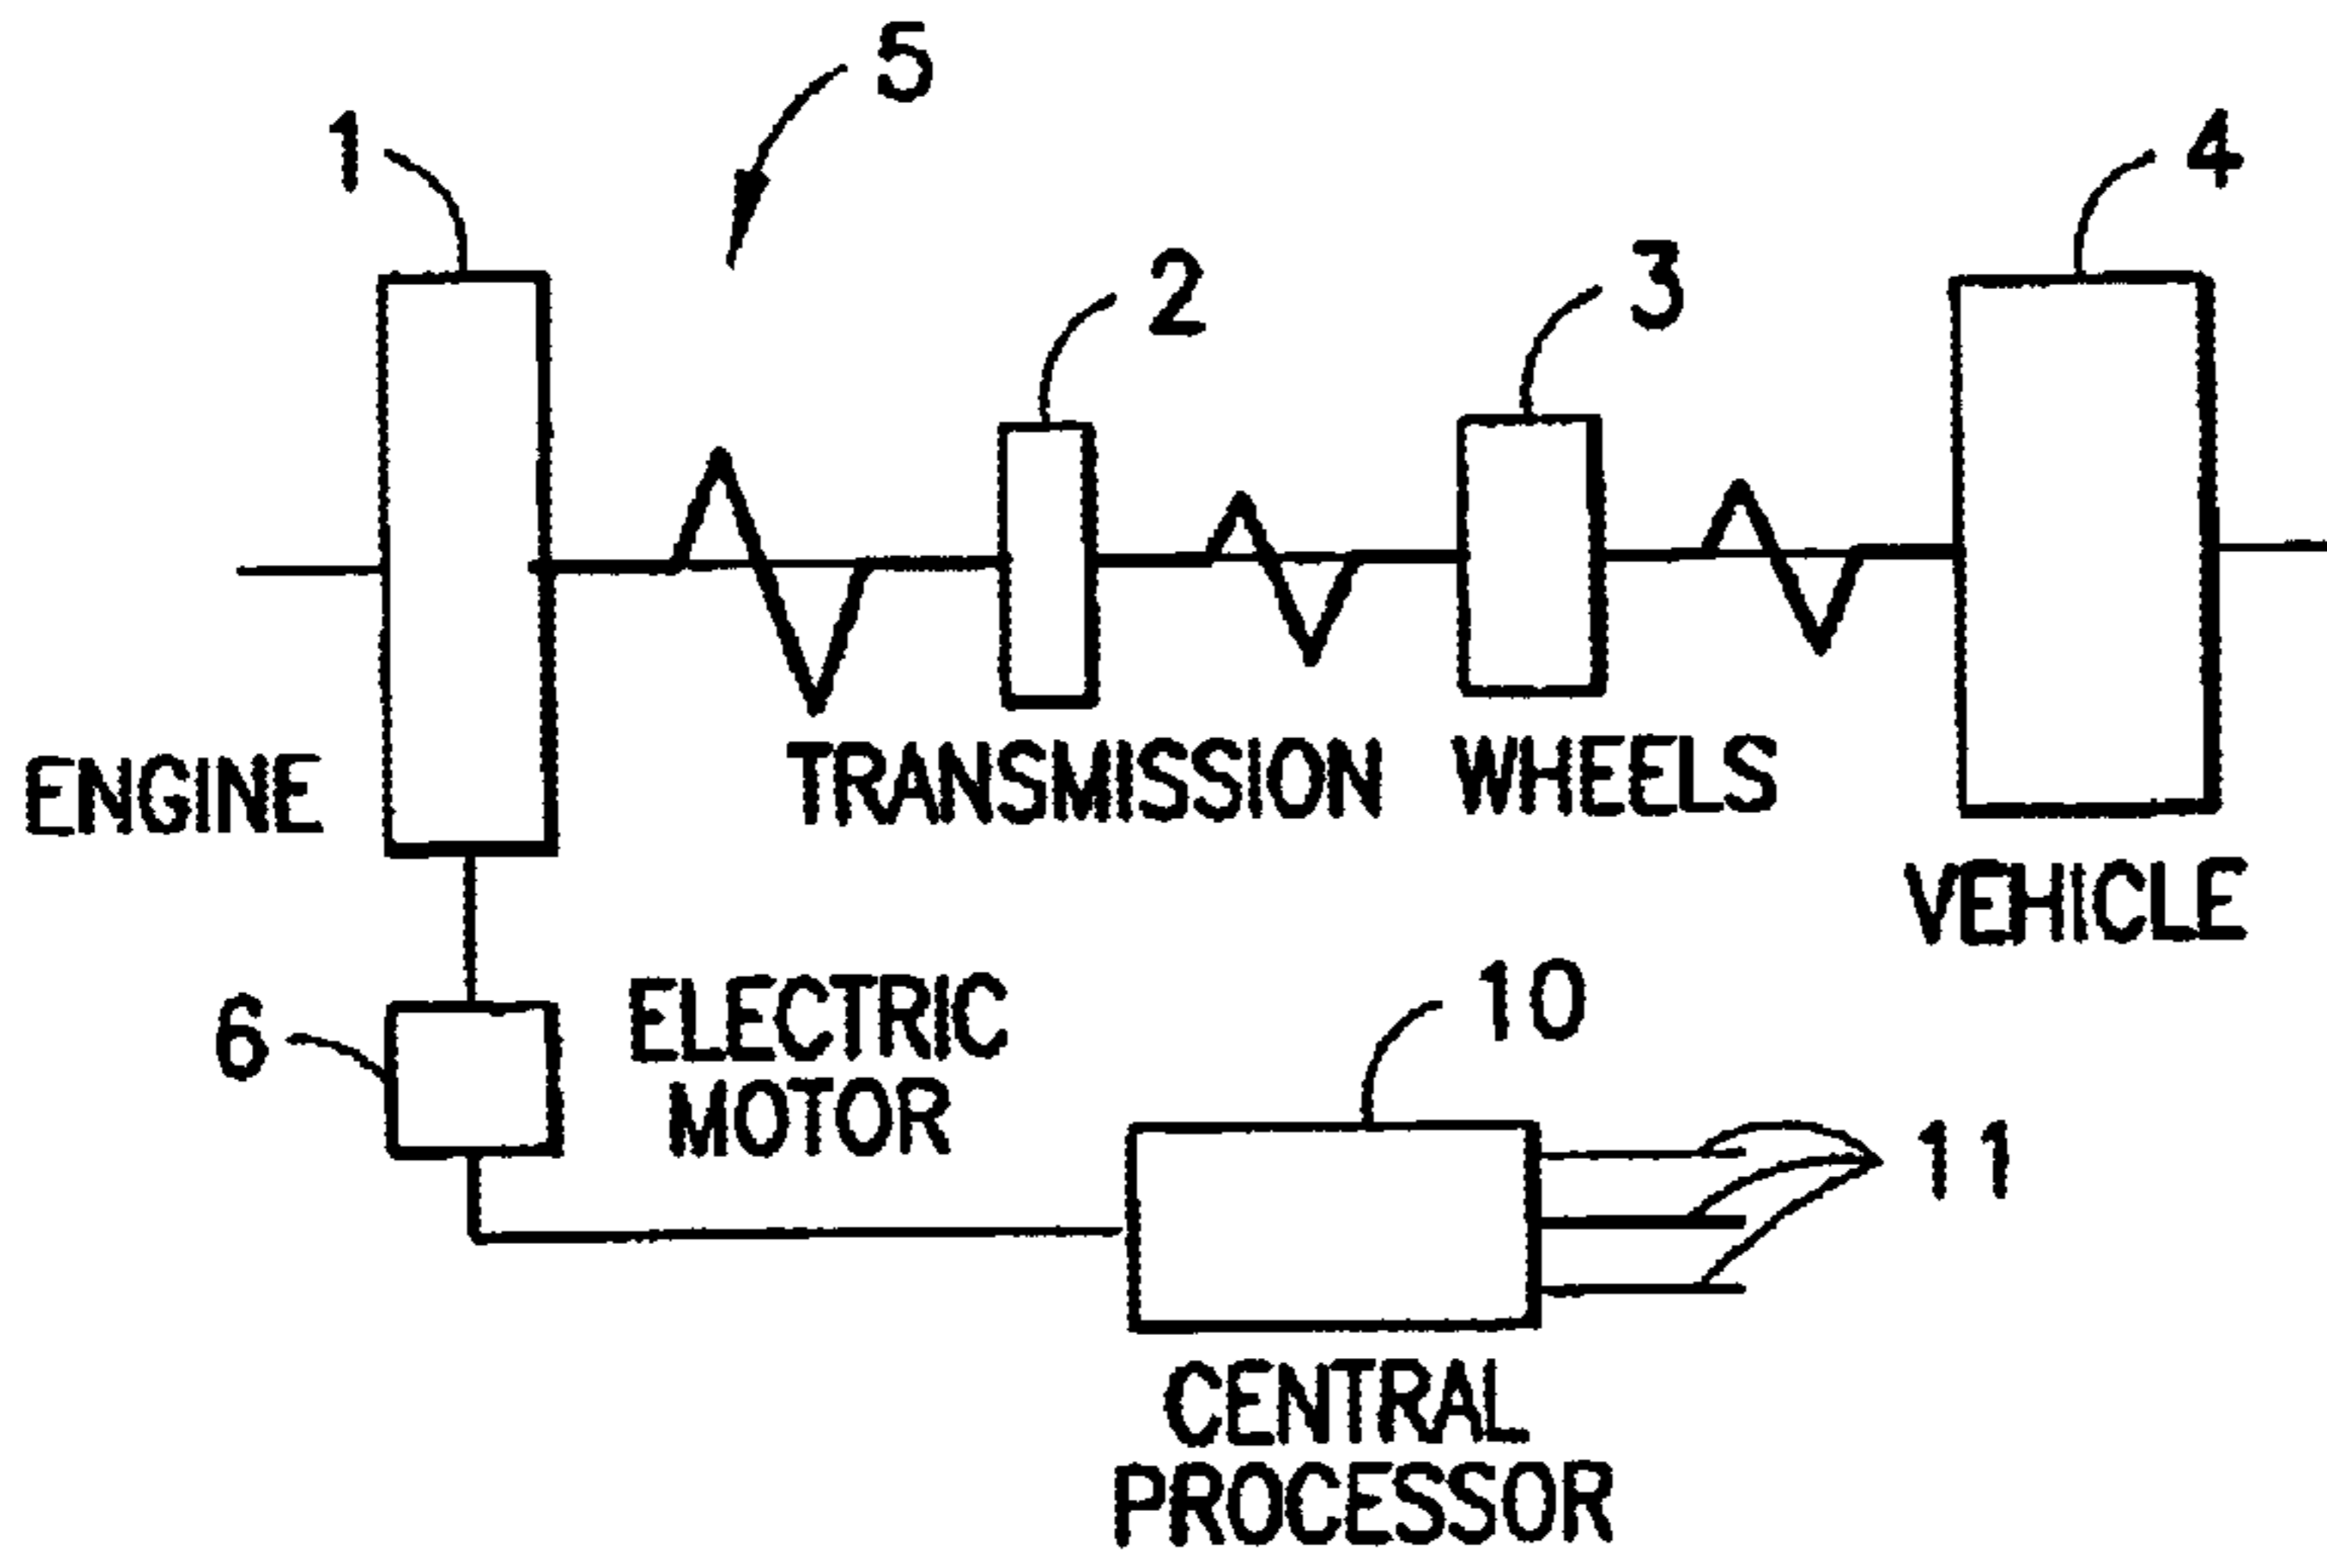 5
1
4
2
3
ENGINE
TRANSMISSION
WHEELS
VEHICLE
6
ELECTRIC
MOTOR
10
11
CENTRAL
PROCESSOR